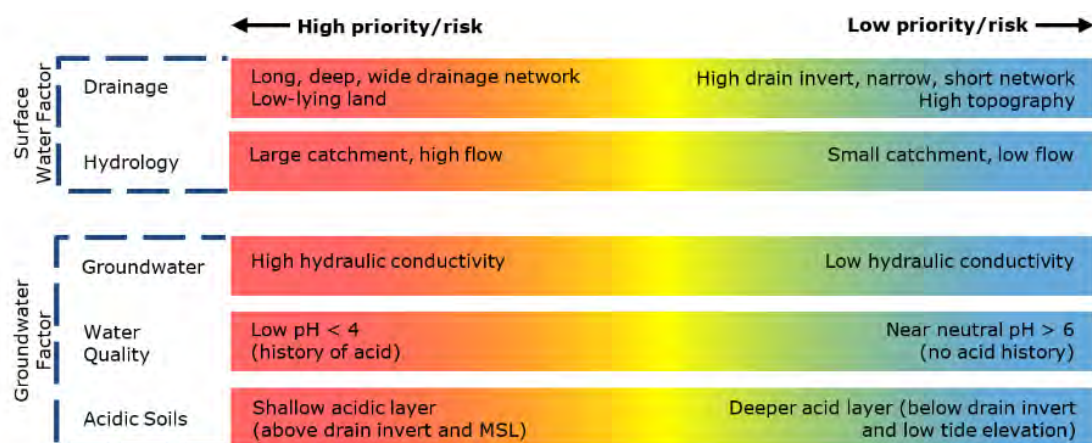 High priority/risk
Low priority/risk
Surface
Water Factor
Drainage
Long, deep, wide drainage network
Low-lying land
High drain invert, narrow, short network
High topography
Hydrology
Large catchment, high flow
Small catchment, low flow
Groundwater
Factor
Groundwater
High hydraulic conductivity
Low hydraulic conductivity
Water
Quality
Low pH < 4
(history of acid)
Near neutral pH > 6
(no acid history)
Acidic Soils
Shallow acidic layer
(above drain invert and MSL)
Deeper acid layer (below drain invert
and low tide elevation)